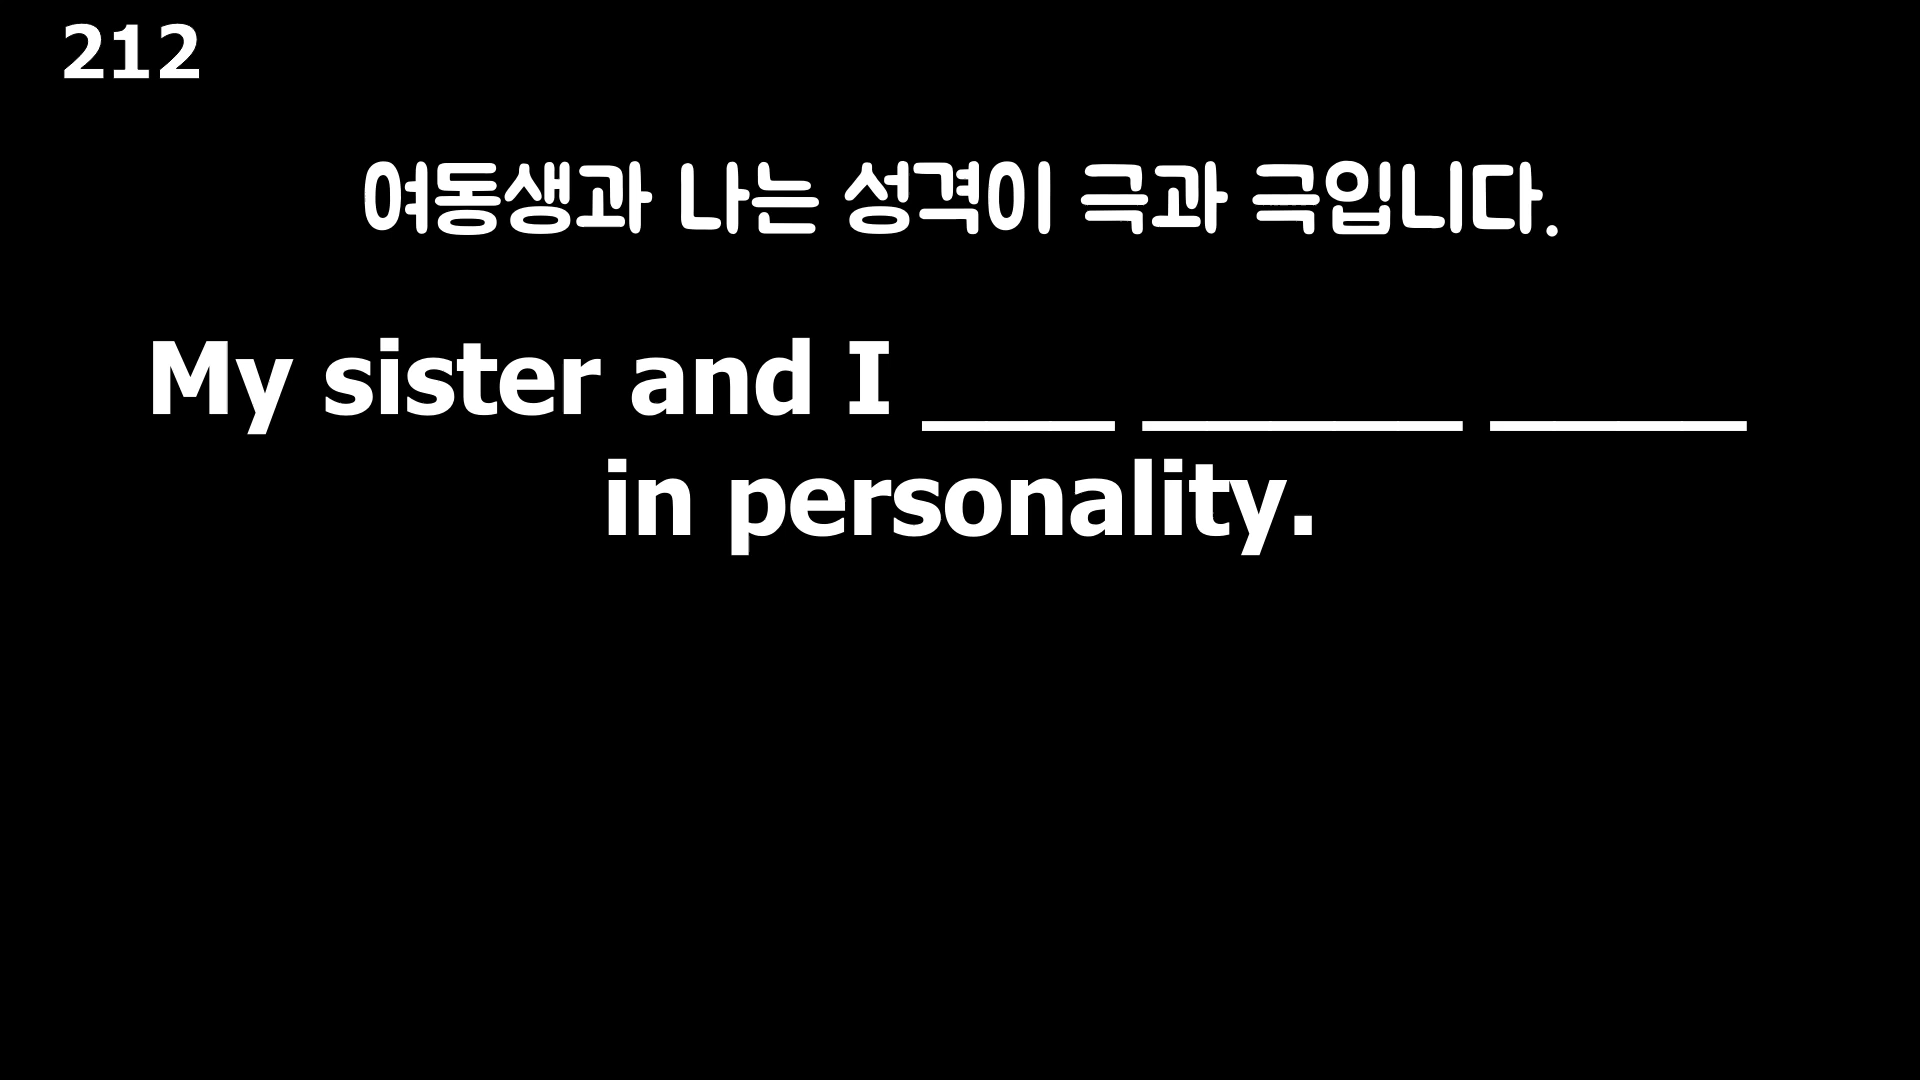 212
여동생과 나는 성격이 극과 극입니다.
My sister and I ___ _____ ____
in personality.